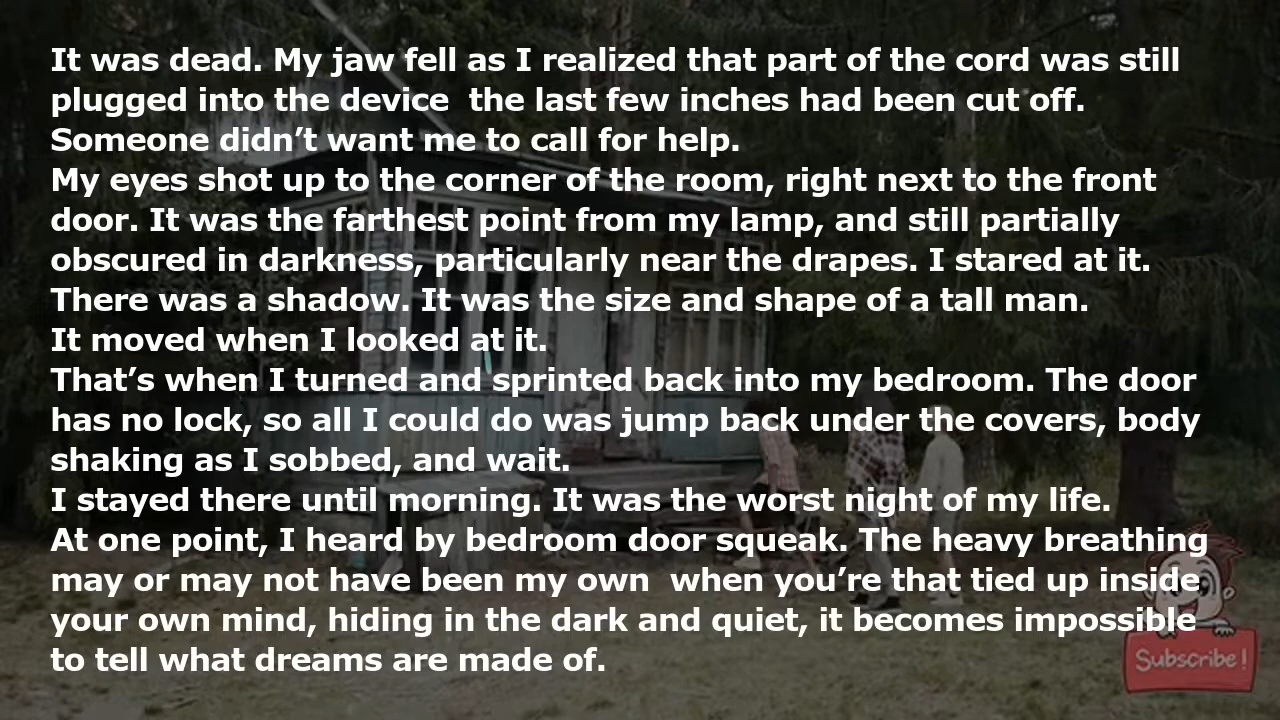 It was dead. My jaw fell as I realized that part of the cord was still
plugged into the device  the last few inches had been cut off.
Someone didn’t want me to call for help.
My eyes shot up to the corner of the room, right next to the front
door. It was the farthest point from my lamp, and still partially
obscured in darkness, particularly near the drapes. I stared at it.
There was a shadow. It was the size and shape of a tall man.
It moved when I looked at it.
That’s when I turned and sprinted back into my bedroom. The door
has no lock, so all I could do was jump back under the covers, body
shaking as I sobbed, and wait.
I stayed there until morning. It was the worst night of my life.
At one point, I heard by bedroom door squeak. The heavy breathing
may or may not have been my own  when you’re that tied up inside
your own mind, hiding in the dark and quiet, it becomes impossible
to tell what dreams are made of.
Subscribe!